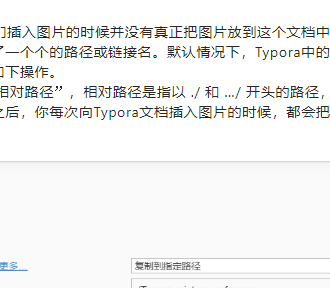 插入图片的时候并没有真正把图片放到这个文档中
一个个的路径或链接名。默认情况下，Typora中的
如下操作。
相对路径”，相对路径是指以 ./ 和 .../ 开头的路径，
之后，你每次向Typora文档插入图片的时候，都会把
更多...
复制到指定路径